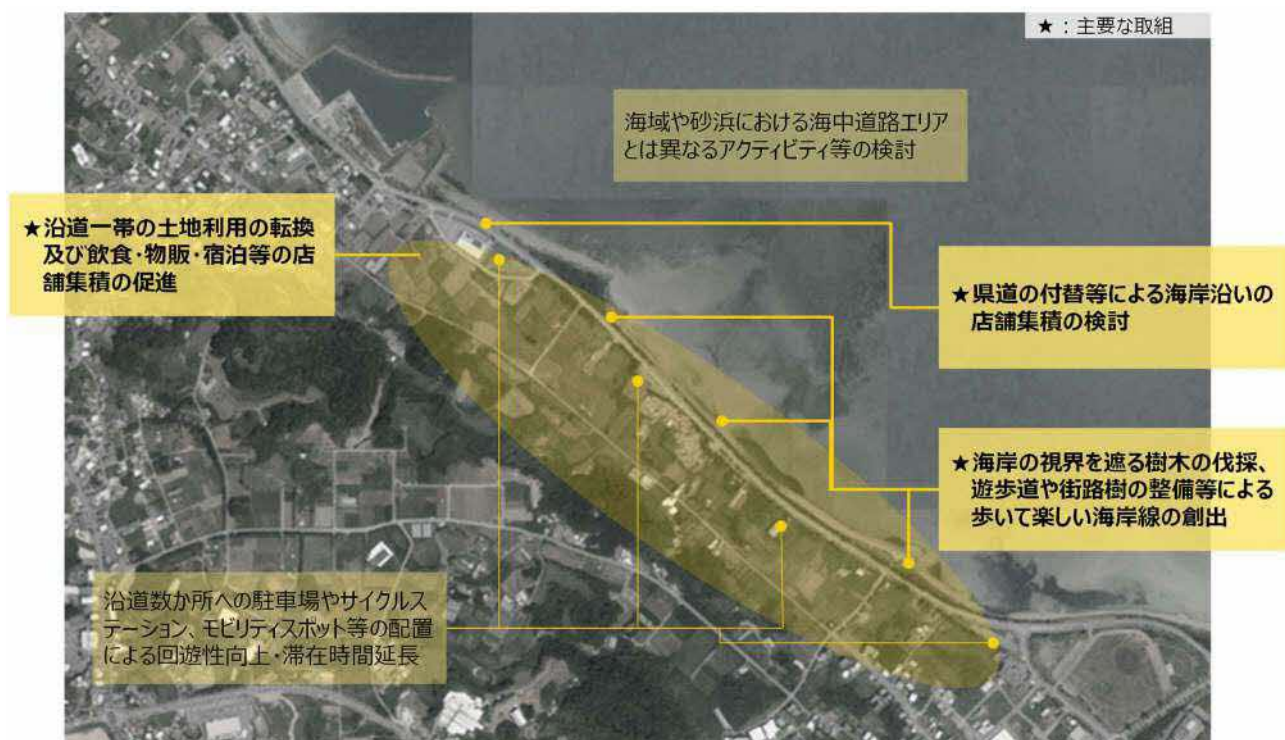 ★：主要な取組
海域や砂浜における海中道路エリア
とは異なるアクティビティ等の検討
★沿道一帯の土地利用の転換
及び飲食・物販・宿泊等の店
舗集積の促進
★県道の付替等による海岸沿いの
店舗集積の検討
★海岸の視界を遮る樹木の伐採、
遊歩道や街路樹の整備等による
歩いて楽しい海岸線の創出
沿道数か所への駐車場やサイクルス
テーション、モビリティスポット等の配置
による回遊性向上・滞在時間延長